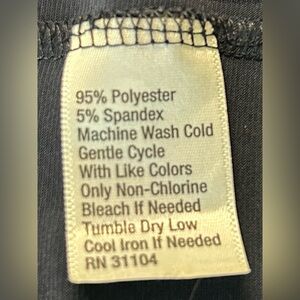 95% Polyester
5% Spandex
Machine Wash Cold
Gentle Cycle
With Like Colors
Only Non-Chlorine
Bleach If Needed
Tumble Dry Low
Cool Iron If Needed
RN 31104